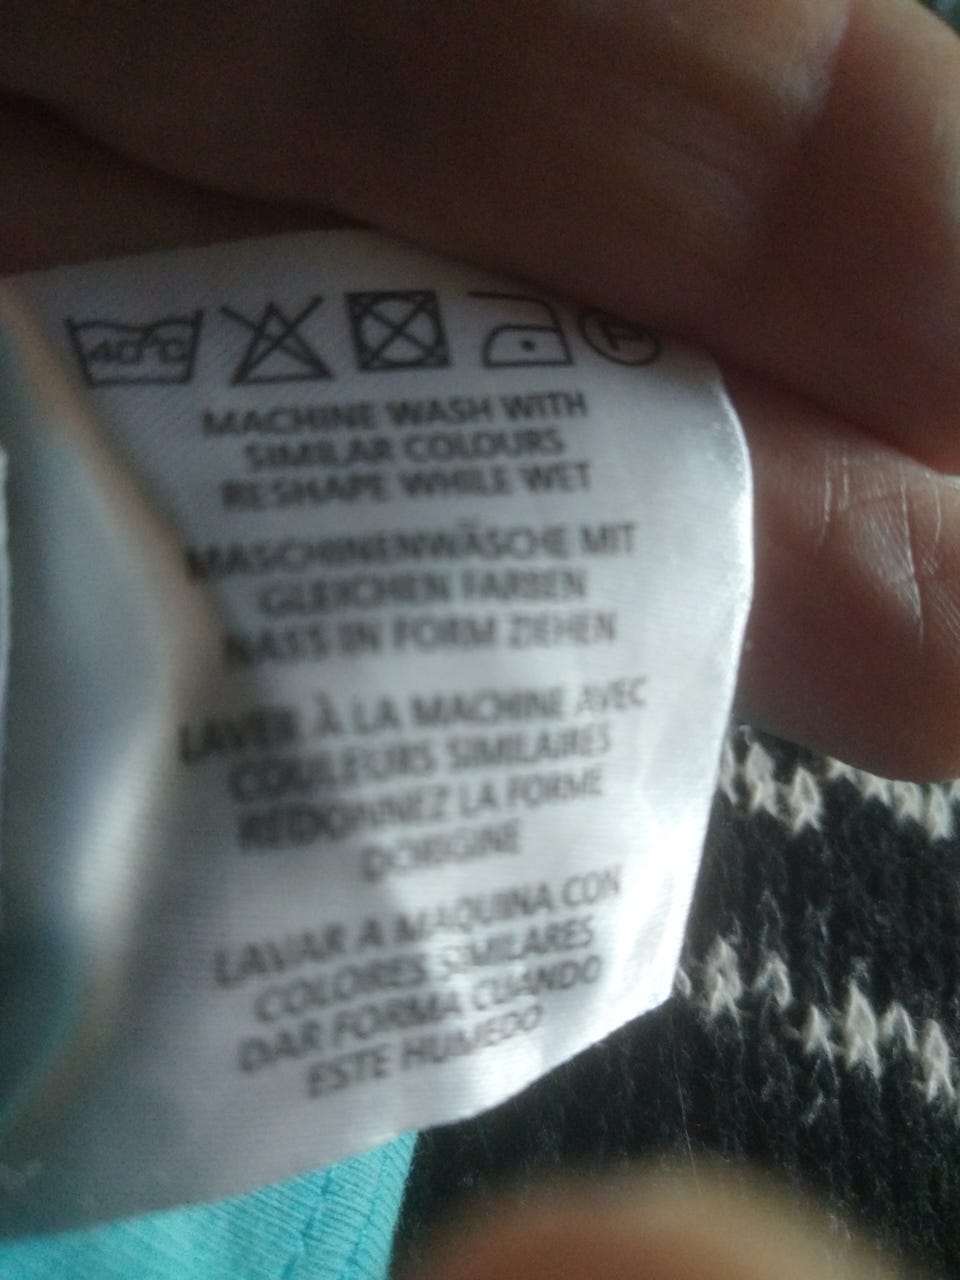 40°C
P
MACHINE WASH WITH
SIMILAR COLOURS
RESHAPE WHILE WET
MASCHINENWÄSCHE MIT
GLEICHEN FARBEN
NASS IN FORM ZIEHEN
LAVER À LA MACHINE AVEC
COULEURS SIMILAIRES
REDONNEZ LA FORME
D'ORIGINE
LAVAR A MAQUINA CON
COLORES SIMILARES
DAR FORMA CUANDO
ESTE HUMEDO